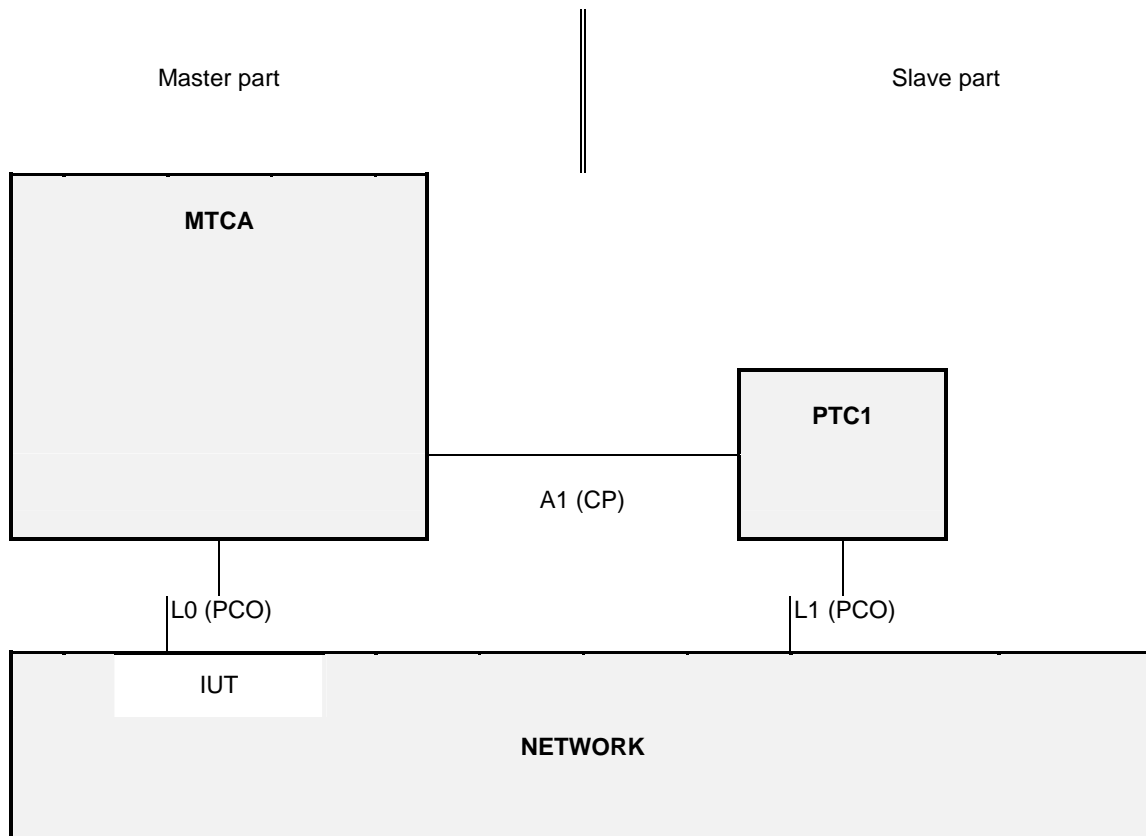 Master part
Slave part
MTCA
PTC1
A1 (CP)
L0 (PCO)
L1 (PCO)
IUT
NETWORK